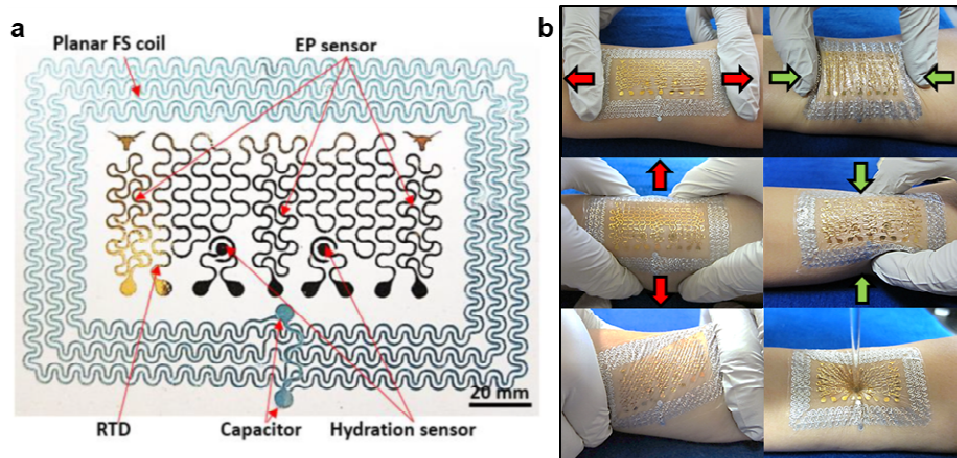 a
Planar FS coil
EP sensor
20 mm
RTD
Capacitor
Hydration sensor
b